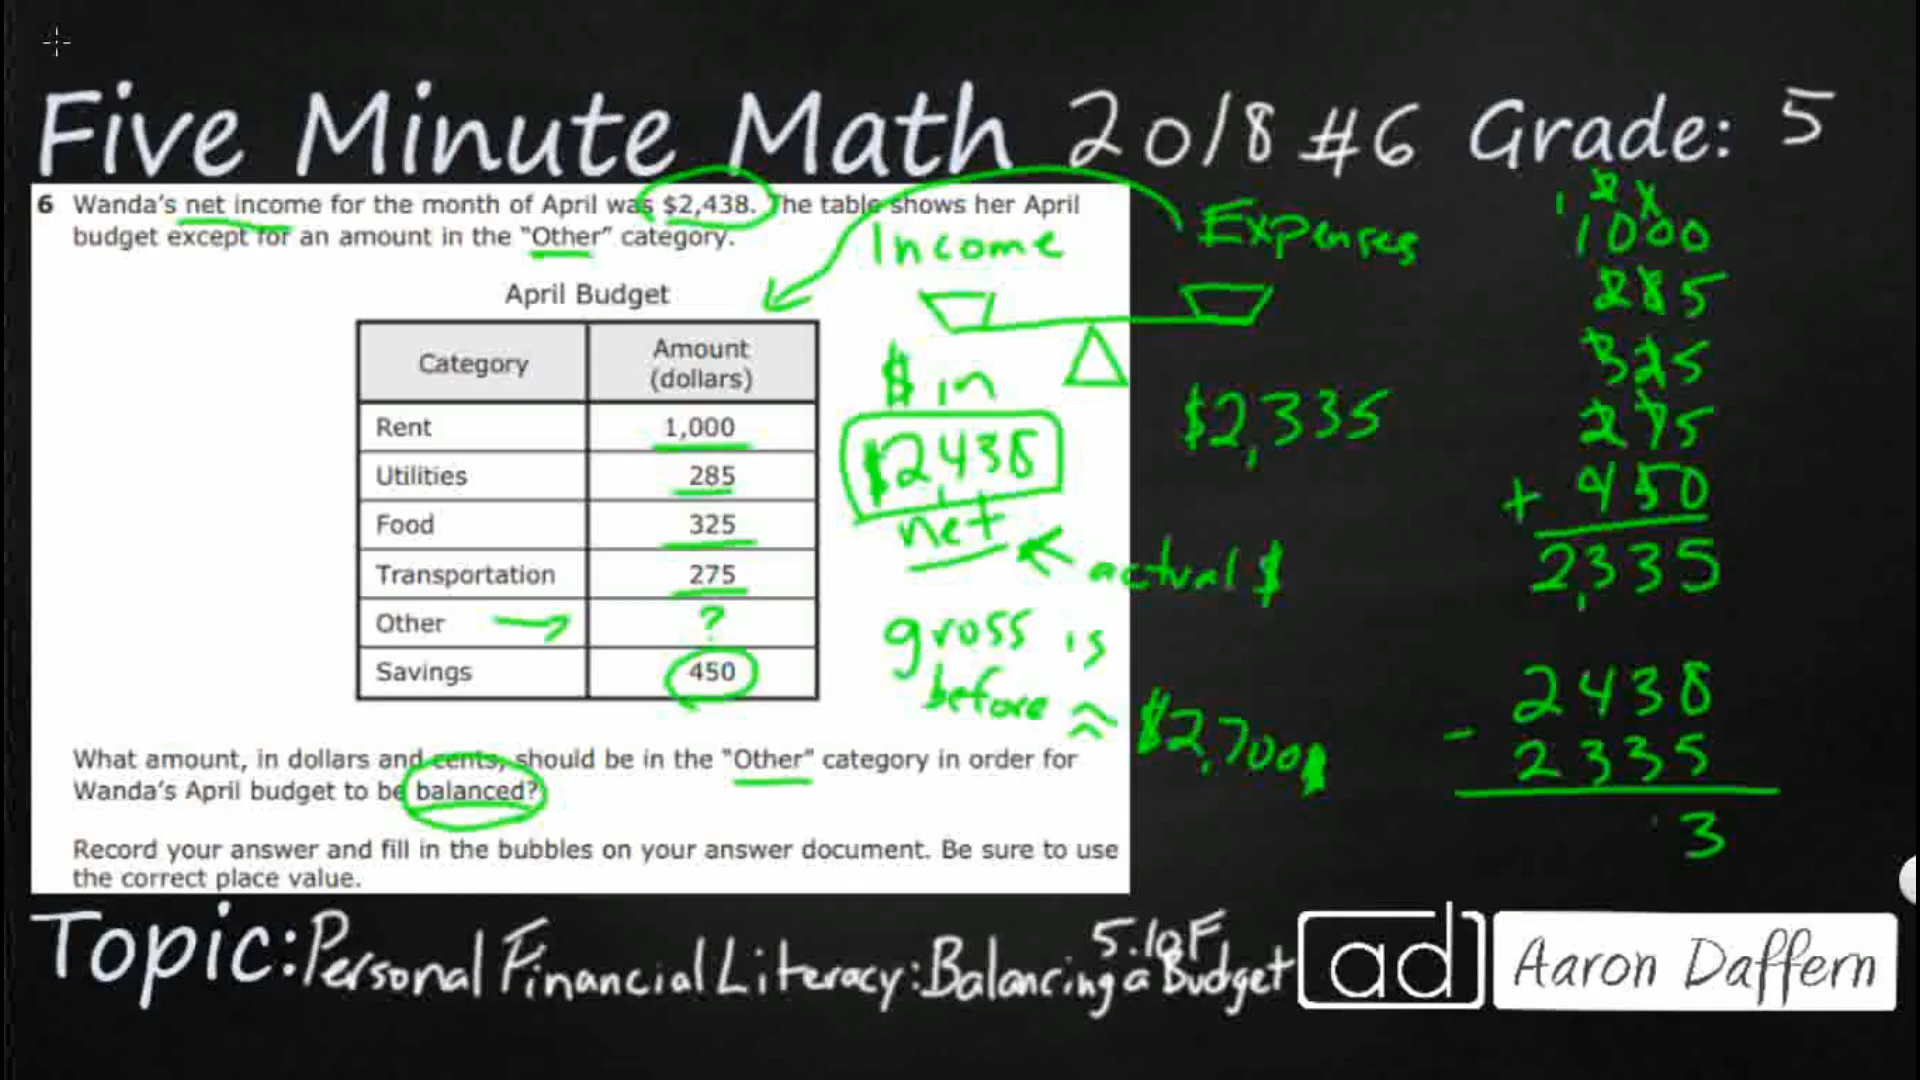 Five Minute Math 2018 #6 Grade: 5
6 Wanda's net income for the month of April was $2,438. The table shows her April
budget except for an amount in the "Other" category.
April Budget
Category Amount
(dollars)
Rent 1,000
Utilities 285
Food 325
Transportation 275
Other → ?
Savings 450
What amount, in dollars and cents, should be in the "Other" category in order for
Wanda's April budget to be balanced?
Record your answer and fill in the bubbles on your answer document. Be sure to use
the correct place value.
Income
Expenses
$ in
$2,438
net
actual $
gross is
before ≈ $2,700
$2,335
1000
285
325
275
+ 450
2,335
2438
- 2335
3
Topic: Personal Financial Literacy: Balancing a Budget
5.10F
ad
Aaron Daffern